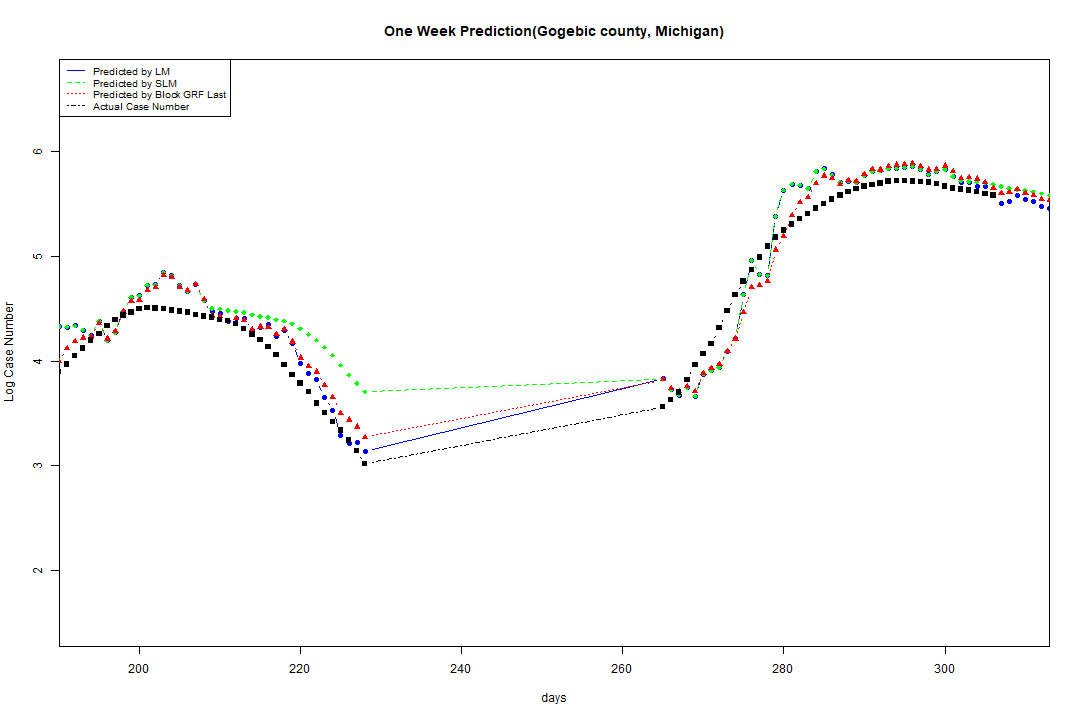 One Week Prediction(Gogebic county, Michigan)
Predicted by LM
Predicted by SLM
Predicted by Block GRF Last
Actual Case Number
6
5
4
3
2
Log Case Number
200 220 240 260 280 300
days